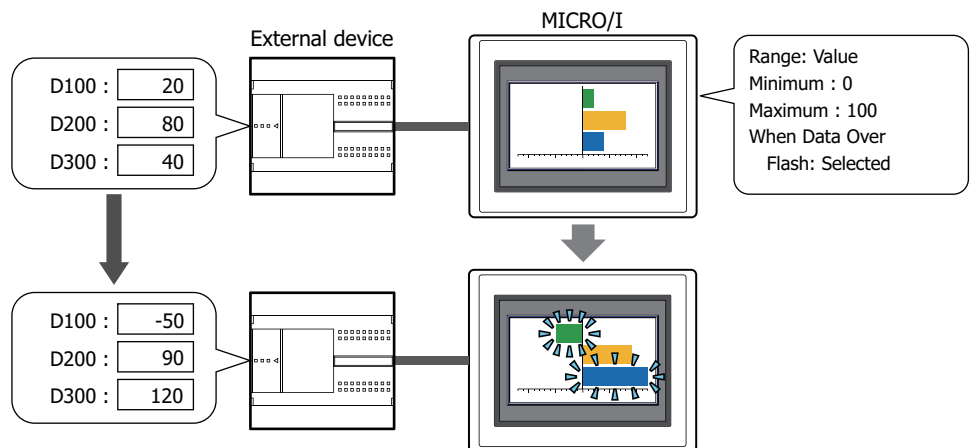 MICRO/I
External device
D100 : 20
D200 : 80
D300 : 40
Range: Value
Minimum : 0
Maximum : 100
When Data Over
Flash: Selected
D100 : -50
D200 : 90
D300 : 120